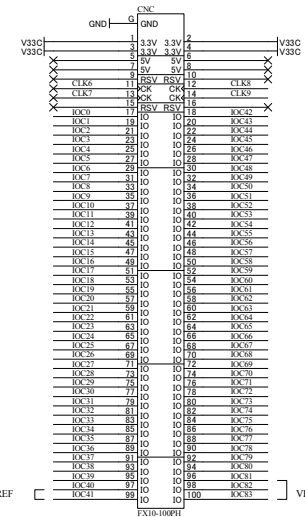 CNC
GND G GND
V33C 1 3.3V 3.3V 2 V33C
V33C 3 3.3V 3.3V 4 V33C
5 5V 5V 6
7 5V 5V 8
9 RSV RSV 10
CLK6 11 CK CK 12 CLK8
CLK7 13 CK CK 14 CLK9
15 RSV RSV 16
IOC0 17 IO IO 18 IOC42
IOC1 19 IO IO 20 IOC43
IOC2 21 IO IO 22 IOC44
IOC3 23 IO IO 24 IOC45
IOC4 25 IO IO 26 IOC46
IOC5 27 IO IO 28 IOC47
IOC6 29 IO IO 30 IOC48
IOC7 31 IO IO 32 IOC49
IOC8 33 IO IO 34 IOC50
IOC9 35 IO IO 36 IOC51
IOC10 37 IO IO 38 IOC52
IOC11 39 IO IO 40 IOC53
IOC12 41 IO IO 42 IOC54
IOC13 43 IO IO 44 IOC55
IOC14 45 IO IO 46 IOC56
IOC15 47 IO IO 48 IOC57
IOC16 49 IO IO 50 IOC58
IOC17 51 IO IO 52 IOC59
IOC18 53 IO IO 54 IOC60
IOC19 55 IO IO 56 IOC61
IOC20 57 IO IO 58 IOC62
IOC21 59 IO IO 60 IOC63
IOC22 61 IO IO 62 IOC64
IOC23 63 IO IO 64 IOC65
IOC24 65 IO IO 66 IOC66
IOC25 67 IO IO 68 IOC67
IOC26 69 IO IO 70 IOC68
IOC27 71 IO IO 72 IOC69
IOC28 73 IO IO 74 IOC70
IOC29 75 IO IO 76 IOC71
IOC30 77 IO IO 78 IOC72
IOC31 79 IO IO 80 IOC73
IOC32 81 IO IO 82 IOC74
IOC33 83 IO IO 84 IOC75
IOC34 85 IO IO 86 IOC76
IOC35 87 IO IO 88 IOC77
IOC36 89 IO IO 90 IOC78
IOC37 91 IO IO 92 IOC79
IOC38 93 IO IO 94 IOC80
IOC39 95 IO IO 96 IOC81
IOC40 97 IO IO 98 IOC82
REF IOC41 99 IO IO 100 IOC83
FX10-100PH